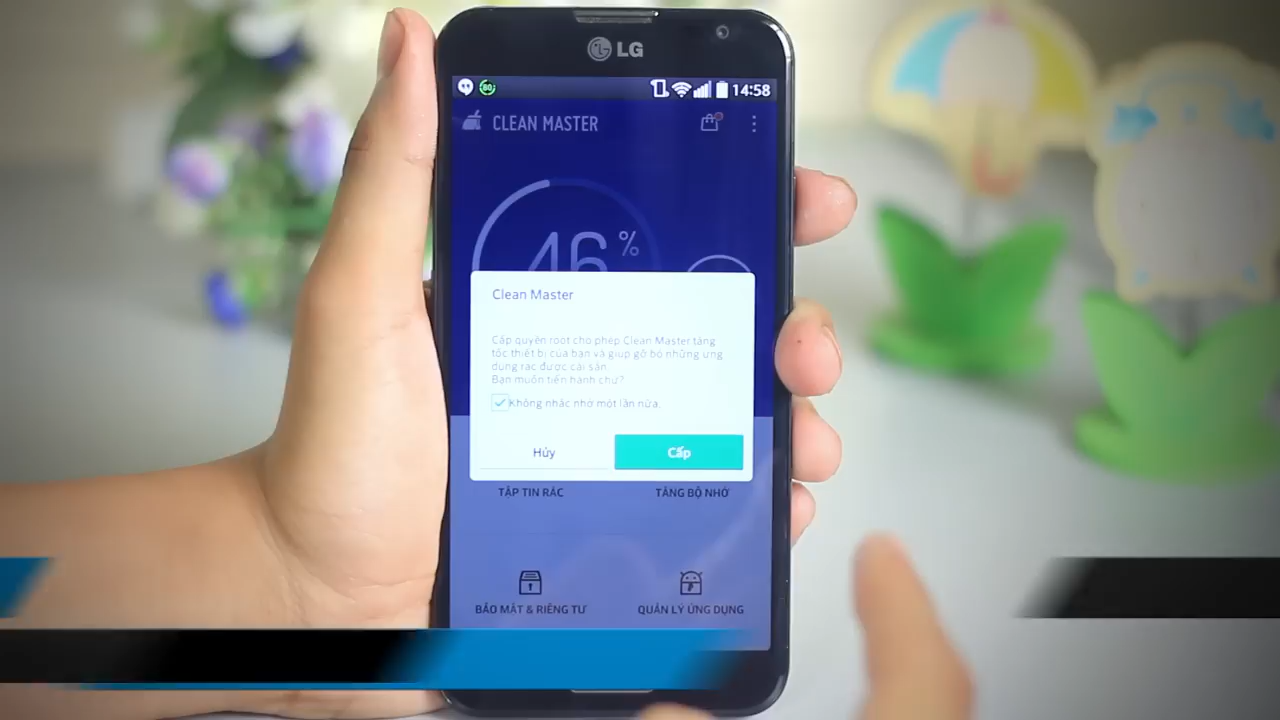 LG
80
14:58
CLEAN MASTER
46 %
Clean Master
Cấp quyền root cho phép Clean Master tăng
tốc thiết bị của bạn và giúp gỡ bỏ những ứng
dụng rác được cài sẵn.
Bạn muốn tiến hành chứ?
Không nhắc nhở một lần nữa.
Hủy Cấp
TẬP TIN RÁC TĂNG BỘ NHỚ
BẢO MẬT & RIÊNG TƯ QUẢN LÝ ỨNG DỤNG